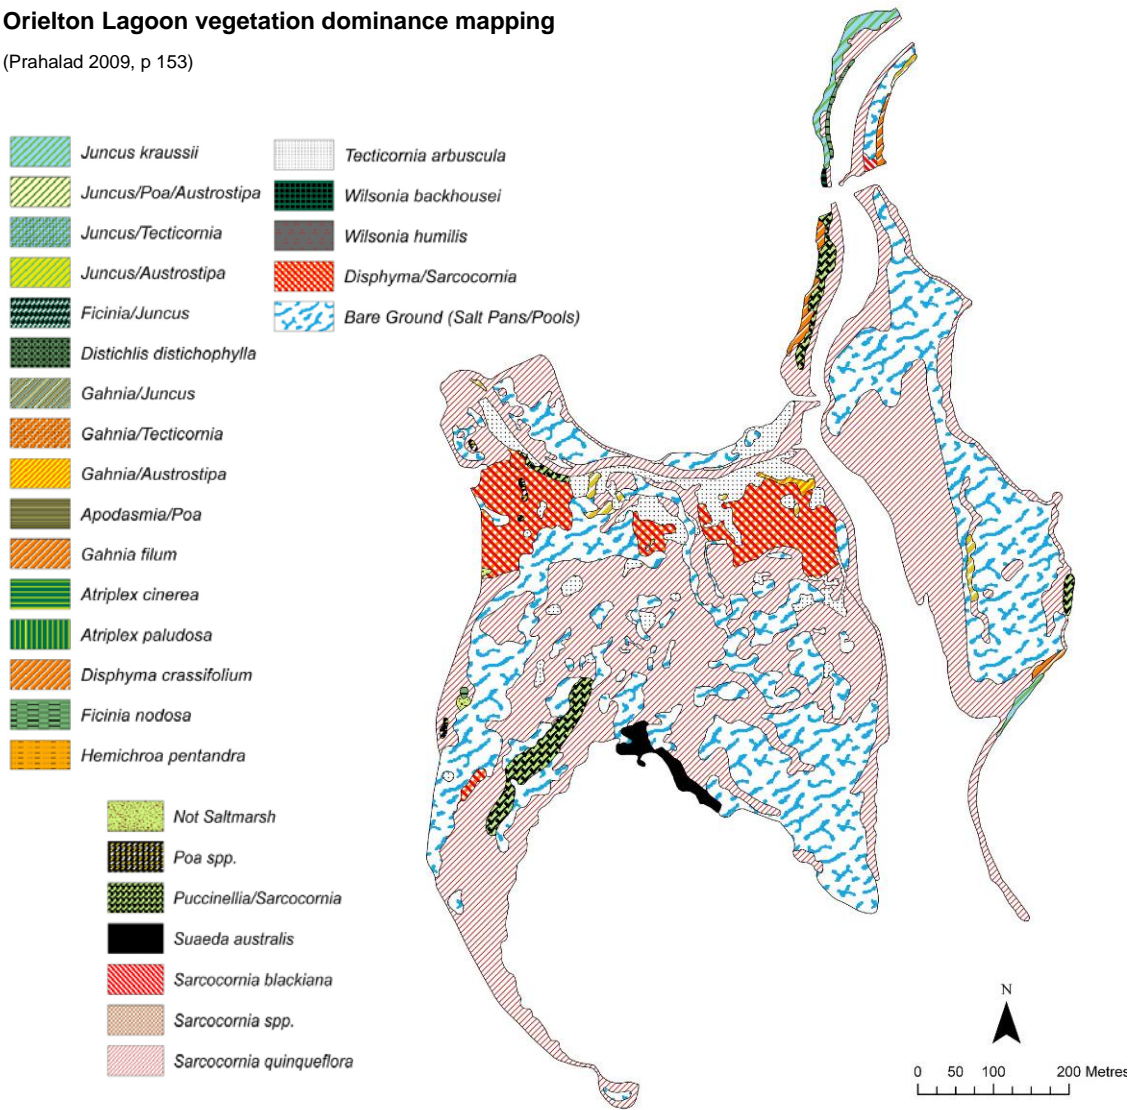 Orielton Lagoon vegetation dominance mapping
(Prahalad 2009, p 153)
Juncus kraussii
Juncus/Poa/Austrostipa
Juncus/Tecticornia
Juncus/Austrostipa
Ficinia/Juncus
Distichlis distichophylla
Gahnia/Juncus
Gahnia/Tecticornia
Gahnia/Austrostipa
Apodasmia/Poa
Gahnia filum
Atriplex cinerea
Atriplex paludosa
Disphyma crassifolium
Ficinia nodosa
Hemichroa pentandra
Tecticornia arbuscula
Wilsonia backhousei
Wilsonia humilis
Disphyma/Sarcocornia
Bare Ground (Salt Pans/Pools)
Not Saltmarsh
Poa spp.
Puccinellia/Sarcocornia
Suaeda australis
Sarcocornia blackiana
Sarcocornia spp.
Sarcocornia quinqueflora
N
0 50 100 200 Metres